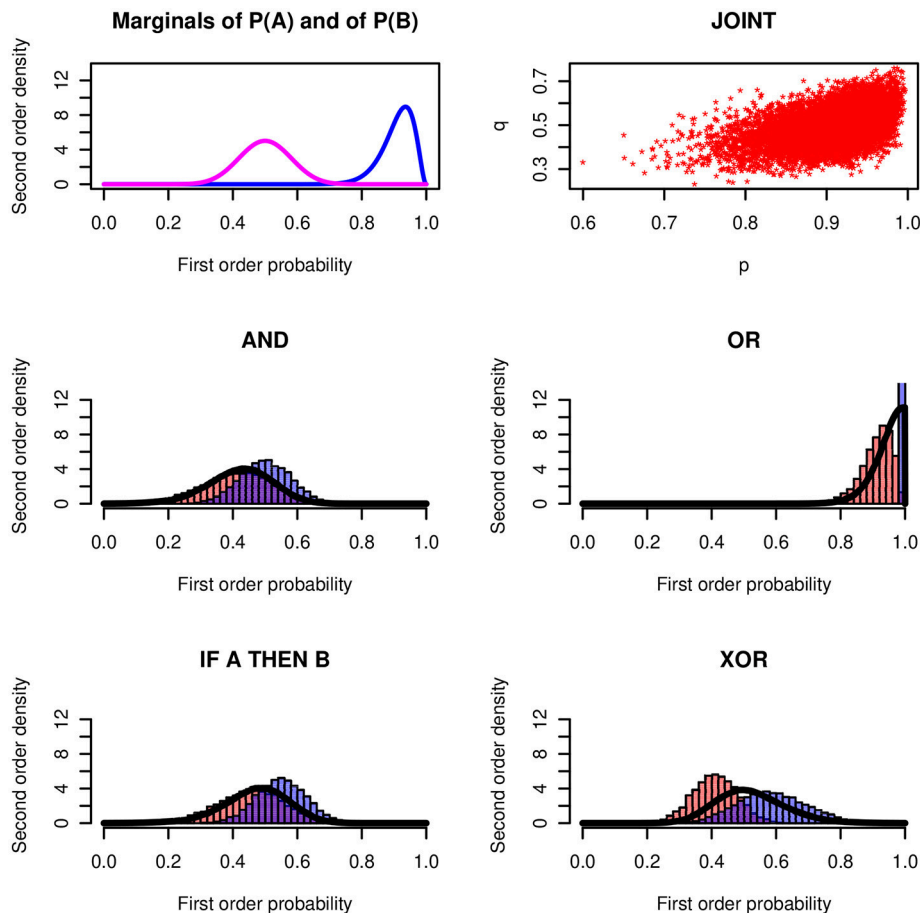 Marginals of P(A) and of P(B)
Second order density
0 4 8 12
0.0 0.2 0.4 0.6 0.8 1.0
First order probability
JOINT
q
0.3 0.5 0.7
0.6 0.7 0.8 0.9 1.0
p
AND
Second order density
0 4 8 12
0.0 0.2 0.4 0.6 0.8 1.0
First order probability
OR
Second order density
0 4 8 12
0.0 0.2 0.4 0.6 0.8 1.0
First order probability
IF A THEN B
Second order density
0 4 8 12
0.0 0.2 0.4 0.6 0.8 1.0
First order probability
XOR
Second order density
0 4 8 12
0.0 0.2 0.4 0.6 0.8 1.0
First order probability